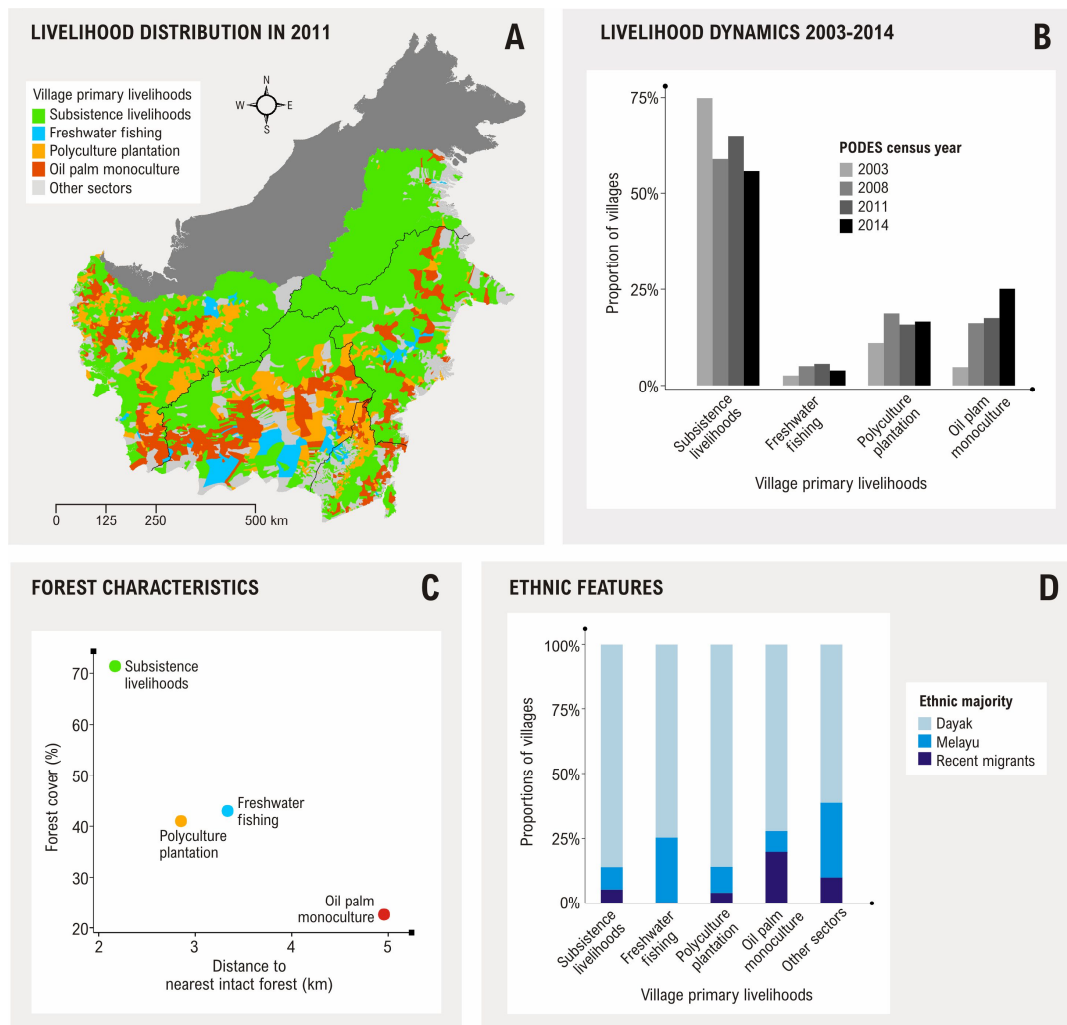 LIVELIHOOD DISTRIBUTION IN 2011
A
Village primary livelihoods
Subsistence livelihoods
Freshwater fishing
Polyculture plantation
Oil palm monoculture
Other sectors
N
W
E
S
0
125
250
500 km
LIVELIHOOD DYNAMICS 2003-2014
B
75%
50%
25%
0%
Proportion of villages
PODES census year
2003
2008
2011
2014
Subsistence
livelihoods
Freshwater
fishing
Polyculture
plantation
Oil plam
monoculture
Village primary livelihoods
FOREST CHARACTERISTICS
C
70
60
50
40
30
20
Forest cover (%)
Subsistence
livelihoods
Freshwater
fishing
Polyculture
plantation
Oil palm
monoculture
2
3
4
5
Distance to
nearest intact forest (km)
ETHNIC FEATURES
D
100%
75%
50%
25%
0%
Proportions of villages
Ethnic majority
Dayak
Melayu
Recent migrants
Subsistence
livelihoods
Freshwater
fishing
Polyculture
plantation
Oil palm
monoculture
Other sectors
Village primary livelihoods